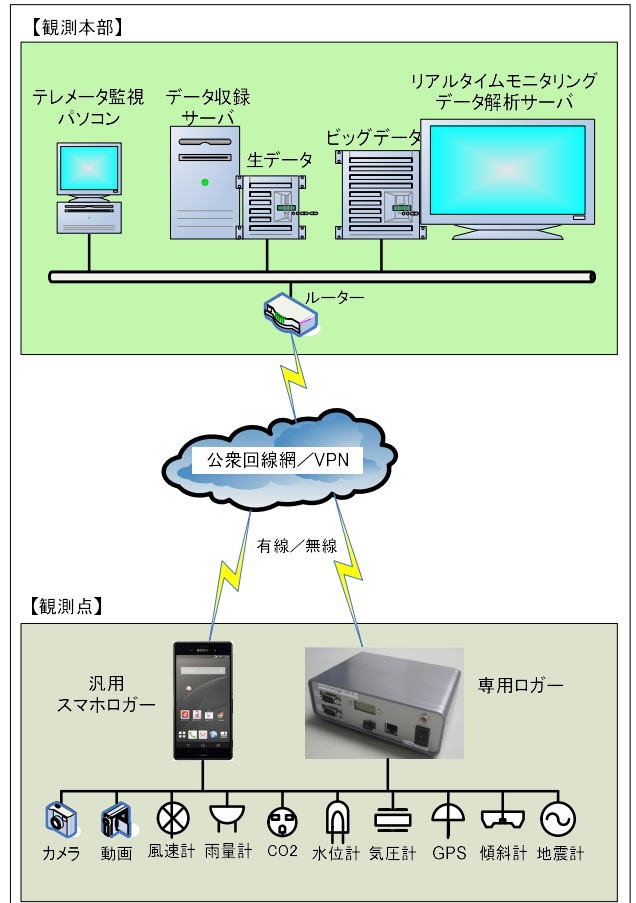 【観測本部】
テレメータ監視
パソコン
データ収録
サーバ
生データ
ビッグデータ
リアルタイムモニタリング
データ解析サーバ
ルーター
公衆回線網／VPN
有線／無線
【観測点】
汎用
スマホロガー
SONY
専用ロガー
カメラ
動画
風速計
雨量計
CO2
水位計
気圧計
GPS
傾斜計
地震計